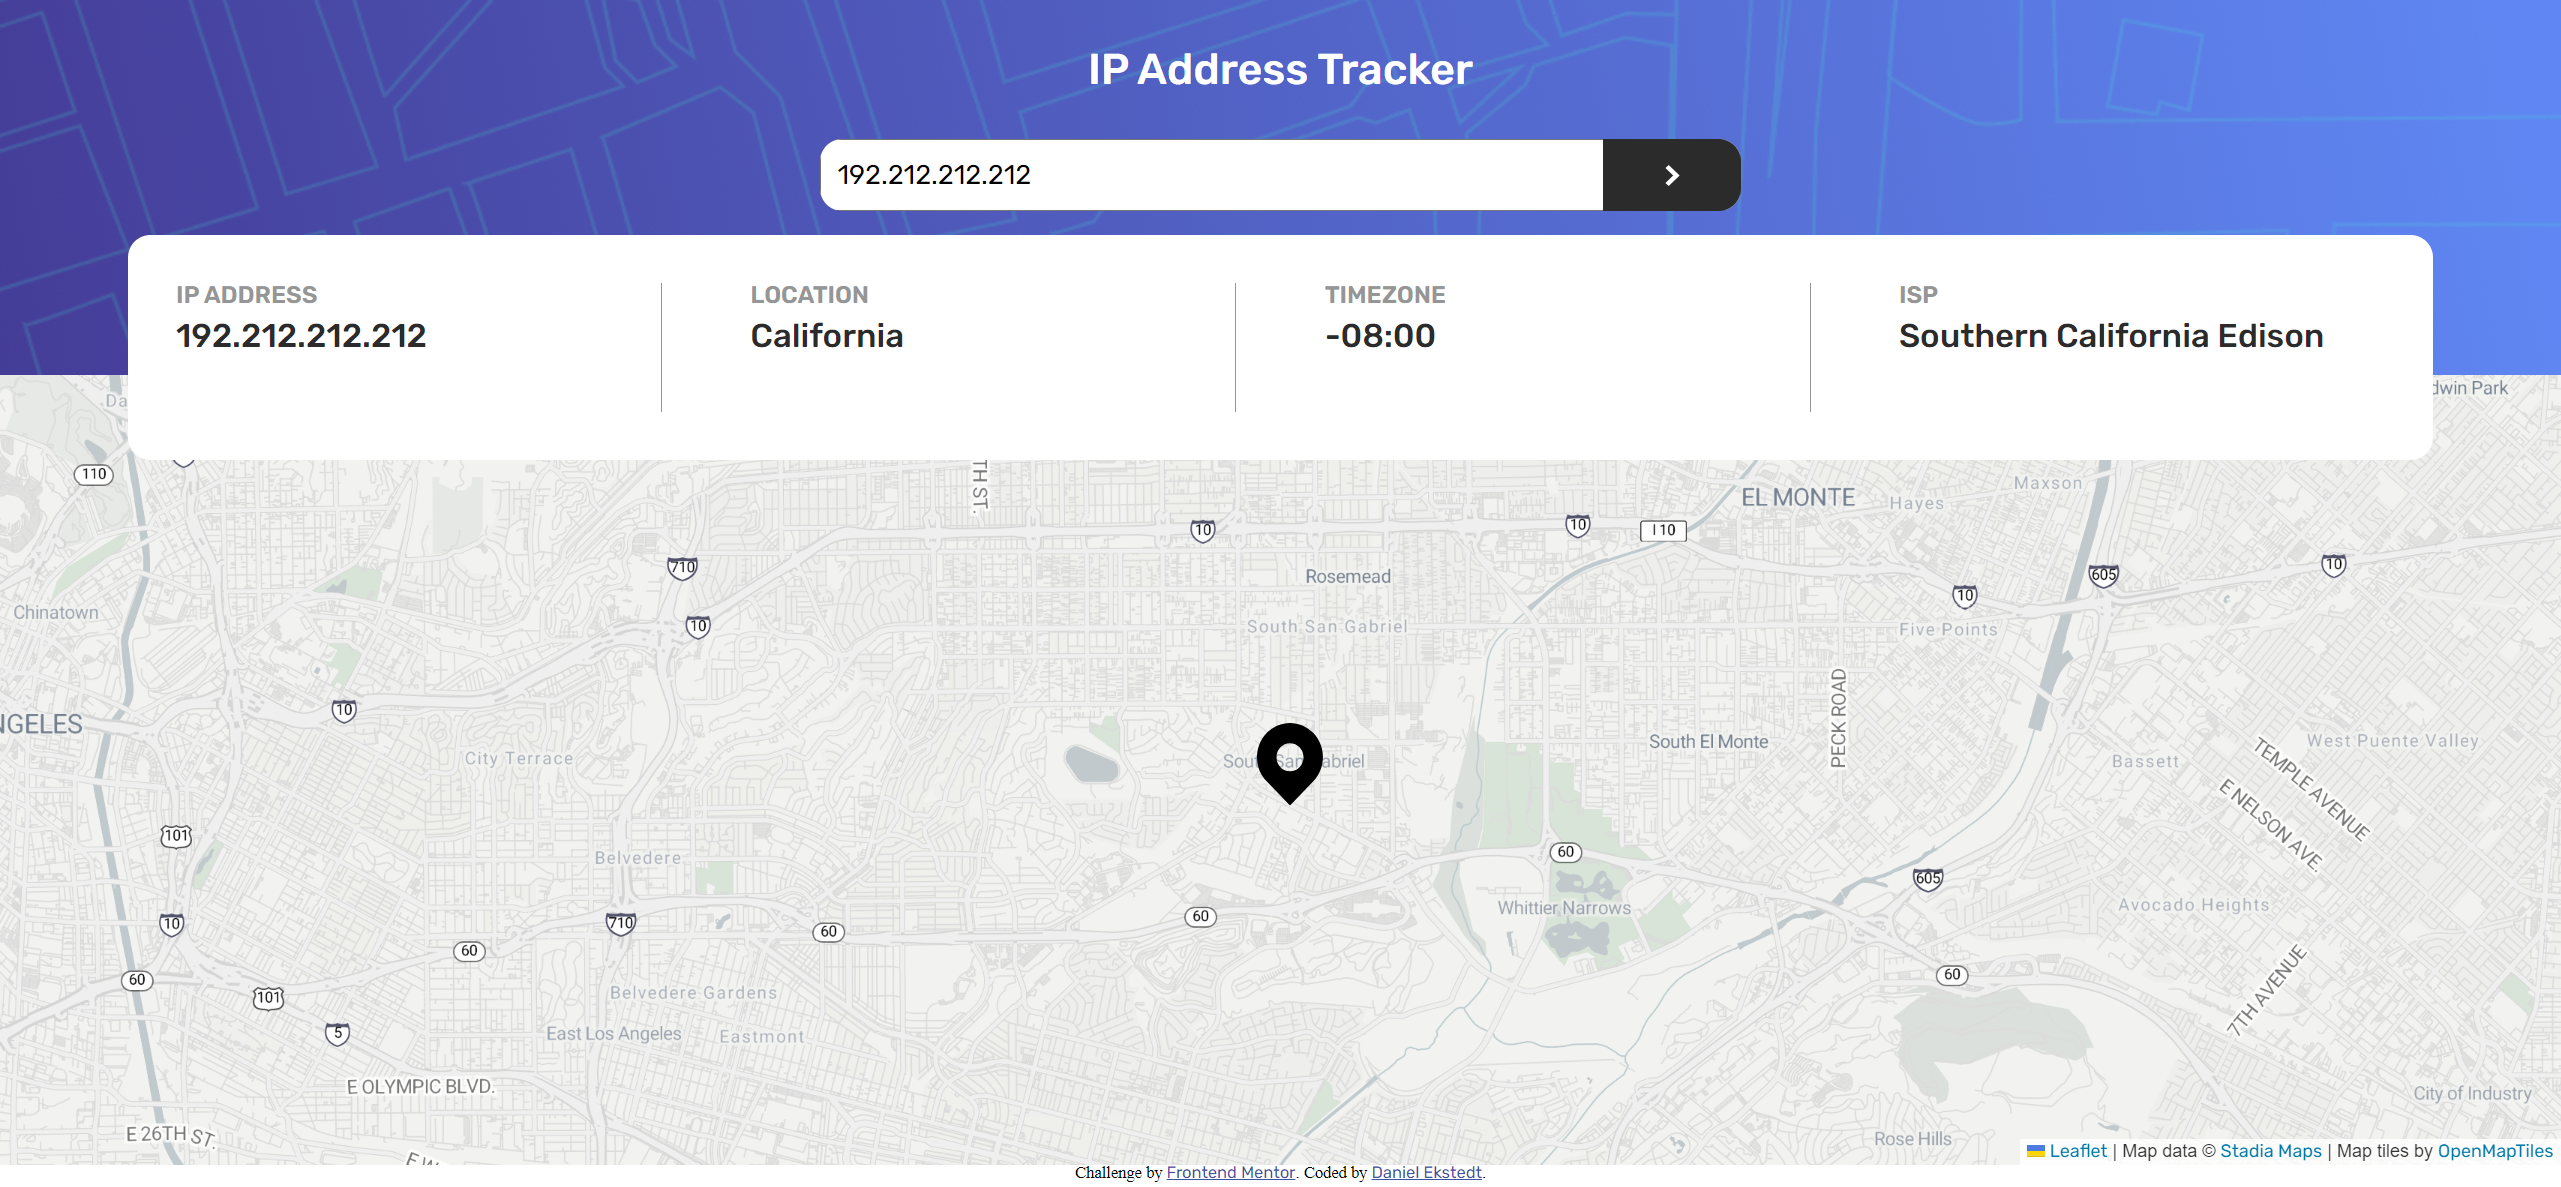 IP Address Tracker
192.212.212.212
IP ADDRESS
192.212.212.212
LOCATION
California
TIMEZONE
-08:00
ISP
Southern California Edison
Da
dwin Park
110
TH ST.
EL MONTE
Hayes
Maxson
10
10
I 10
710
Rosemead
10
605
10
Chinatown
10
South San Gabriel
Five Points
PECK ROAD
10
NGELES
City Terrace
South San Gabriel
South El Monte
Bassett
West Puente Valley
TEMPLE AVENUE
E NELSON AVE.
101
Belvedere
60
605
10
710
60
60
Whittier Narrows
Avocado Heights
60
60
101
Belvedere Gardens
60
7TH AVENUE
5
East Los Angeles
Eastmont
E OLYMPIC BLVD.
City of Industry
E 26TH ST.
Rose Hills
Leaflet | Map data © Stadia Maps | Map tiles by OpenMapTiles
Challenge by Frontend Mentor. Coded by Daniel Ekstedt.